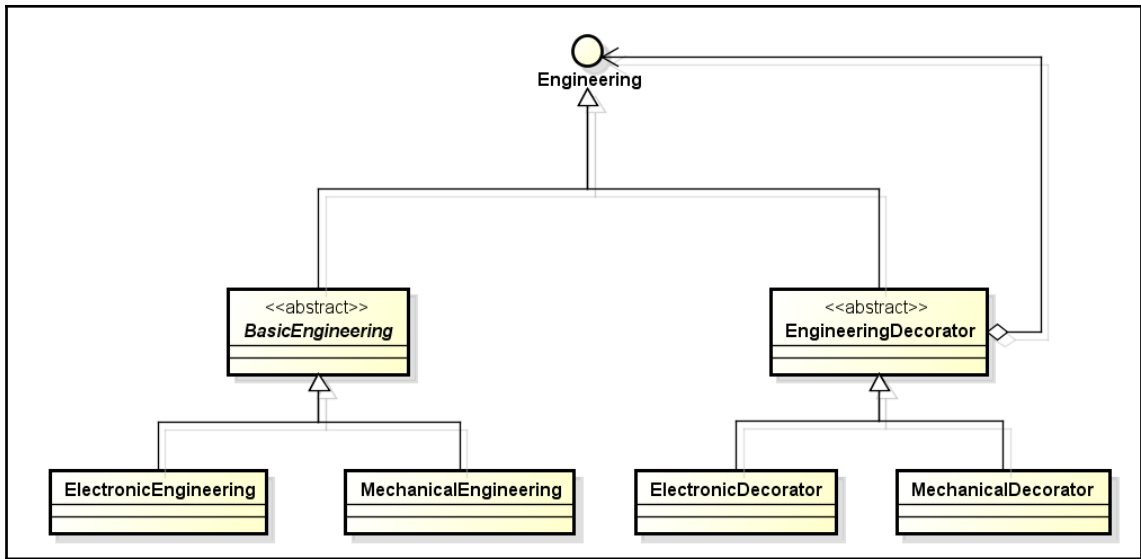 Engineering
<<abstract>>
BasicEngineering
<<abstract>>
EngineeringDecorator
ElectronicEngineering
MechanicalEngineering
ElectronicDecorator
MechanicalDecorator